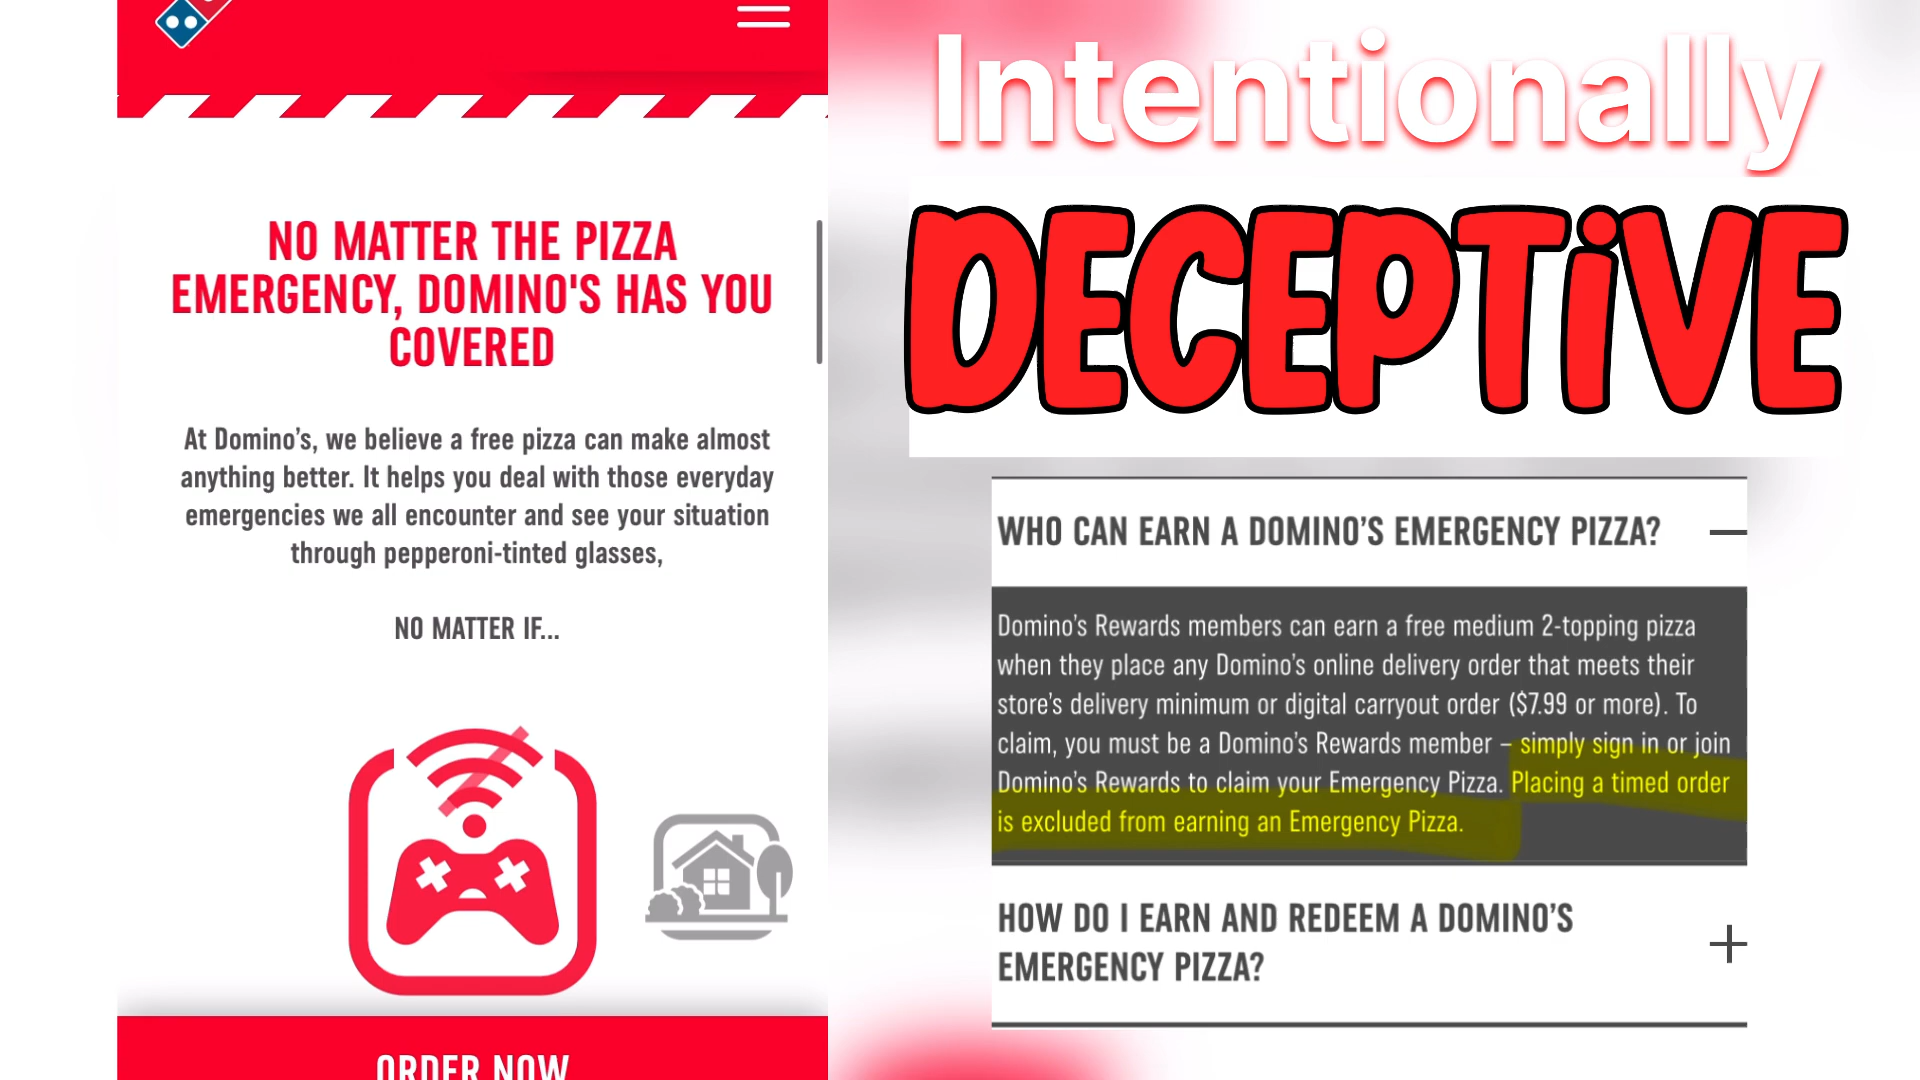 NO MATTER THE PIZZA
EMERGENCY, DOMINO'S HAS YOU
COVERED
At Domino’s, we believe a free pizza can make almost
anything better. It helps you deal with those everyday
emergencies we all encounter and see your situation
through pepperoni-tinted glasses,
NO MATTER IF...
ORDER NOW
Intentionally
DECEPTiVE
WHO CAN EARN A DOMINO’S EMERGENCY PIZZA?
Domino’s Rewards members can earn a free medium 2-topping pizza
when they place any Domino’s online delivery order that meets their
store’s delivery minimum or digital carryout order ($7.99 or more). To
claim, you must be a Domino’s Rewards member – simply sign in or join
Domino’s Rewards to claim your Emergency Pizza. Placing a timed order
is excluded from earning an Emergency Pizza.
HOW DO I EARN AND REDEEM A DOMINO’S
EMERGENCY PIZZA?